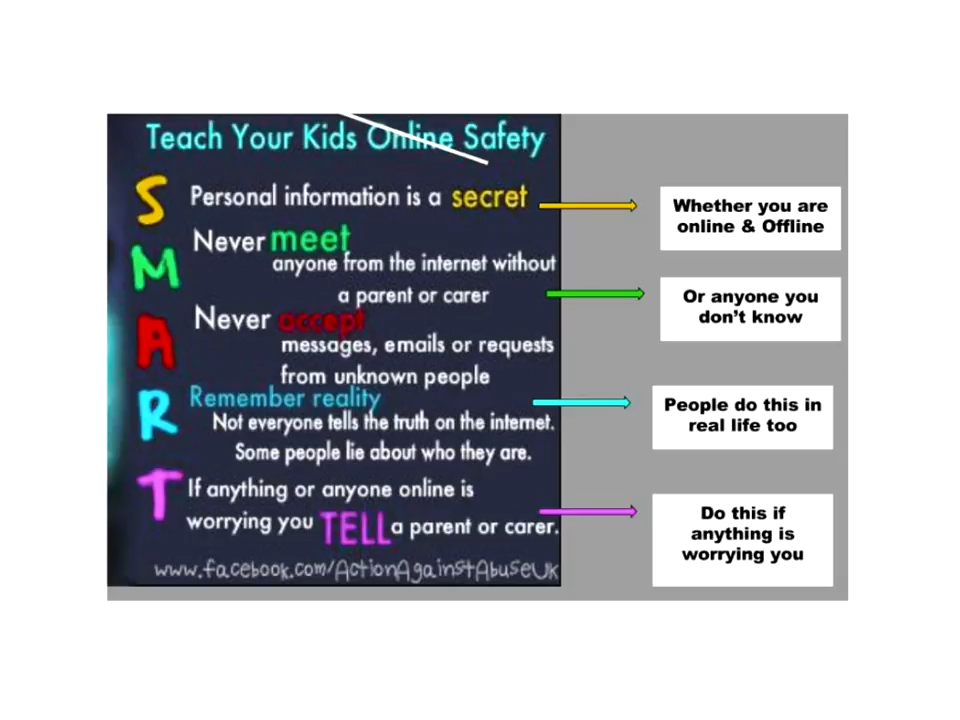 Teach Your Kids Online Safety
S
Personal information is a secret
Whether you are
online & Offline
M
Never meet
anyone from the internet without
a parent or carer
Or anyone you
don't know
A
Never accept
messages, emails or requests
from unknown people
R
Remember reality
Not everyone tells the truth on the internet.
Some people lie about who they are.
People do this in
real life too
T
If anything or anyone online is
worrying you TELL a parent or carer.
Do this if
anything is
worrying you
www.facebook.com/ActionAgainstAbuseUk